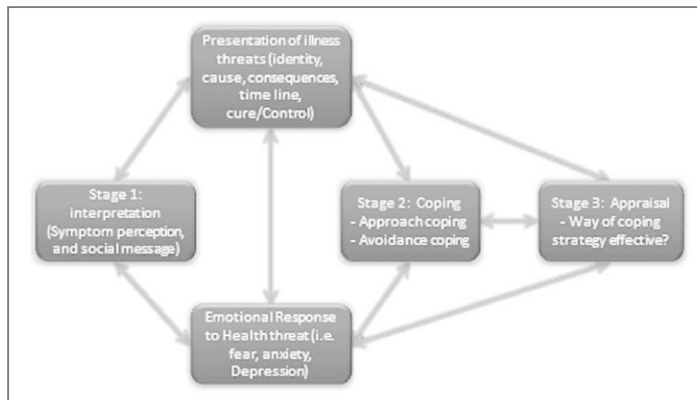 Presentation of illness
threats (identity,
cause, consequences,
time line,
cure/Control)
Stage 1:
interpretation
(Symptom perception,
and social message)
Stage 2: Coping
- Approach coping
- Avoidance coping
Stage 3: Appraisal
- Way of coping
strategy effective?
Emotional Response
to Health threat (i.e.
fear, anxiety,
Depression)